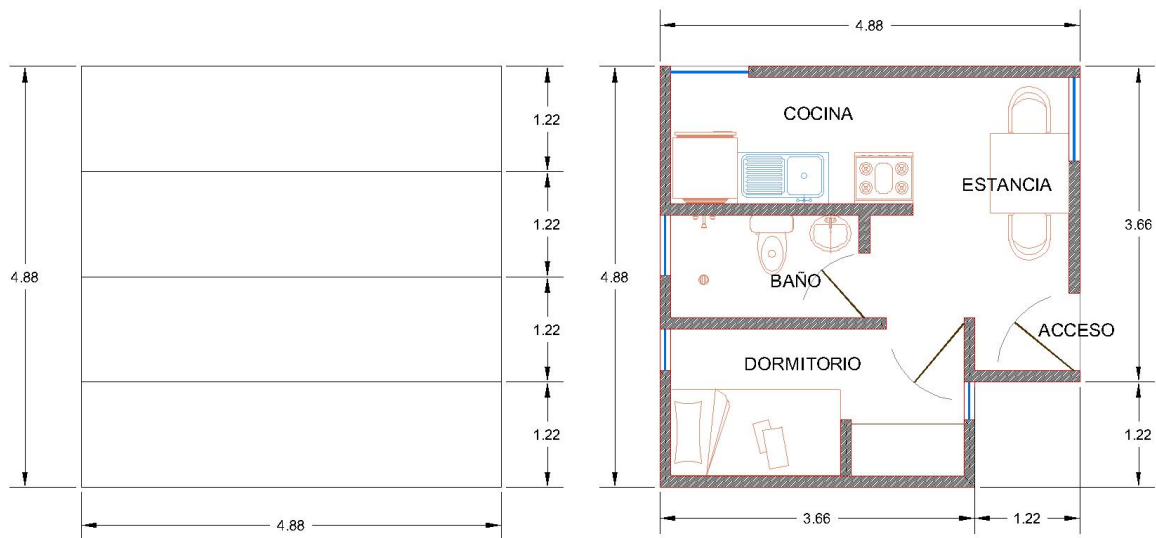 4.88
1.22
1.22
1.22
1.22
4.88
4.88
4.88
COCINA
ESTANCIA
BAÑO
ACCESO
DORMITORIO
3.66
1.22
3.66
1.22